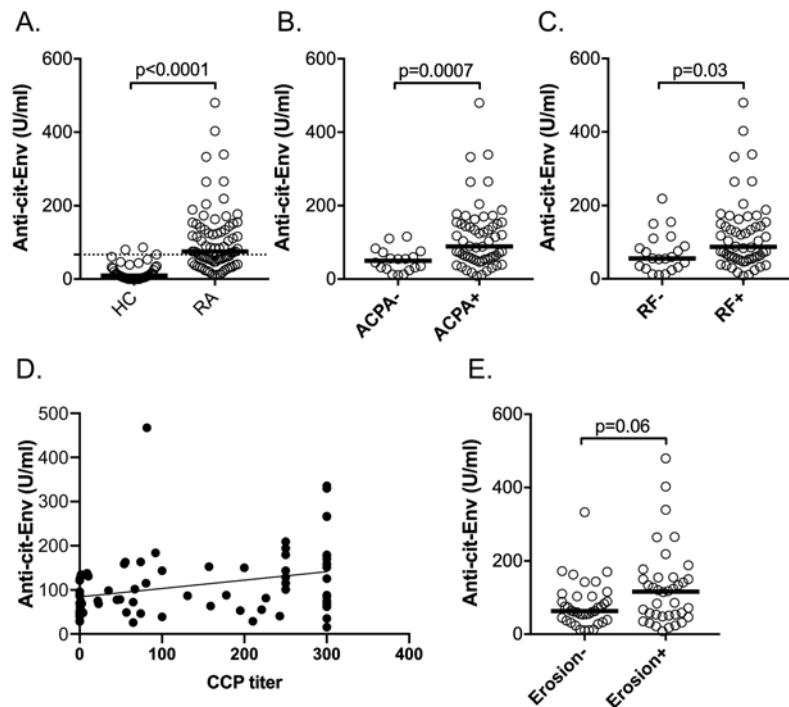 A.
Anti-cit-Env (U/ml)
600
400
200
0
p<0.0001
HC
RA
B.
Anti-cit-Env (U/ml)
600
400
200
0
p=0.0007
ACPA-
ACPA+
C.
Anti-cit-Env (U/ml)
600
400
200
0
p=0.03
RF-
RF+
D.
Anti-cit-Env (U/ml)
500
400
300
200
100
0
0
100
200
300
400
CCP titer
E.
Anti-cit-Env (U/ml)
600
400
200
0
p=0.06
Erosion-
Erosion+